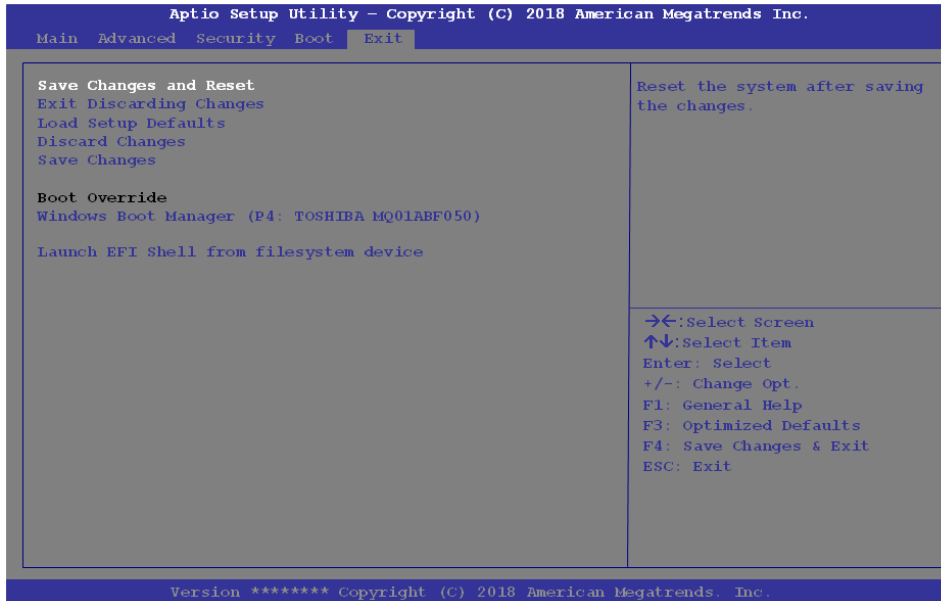 Aptio Setup Utility – Copyright (C) 2018 American Megatrends Inc.
Main Advanced Security Boot Exit
Save Changes and Reset
Exit Discarding Changes
Load Setup Defaults
Discard Changes
Save Changes
Boot Override
Windows Boot Manager (P4: TOSHIBA MQ01ABF050)
Launch EFI Shell from filesystem device
Reset the system after saving
the changes.
→←:Select Screen
↑↓:Select Item
Enter: Select
+/-: Change Opt.
F1: General Help
F3: Optimized Defaults
F4: Save Changes & Exit
ESC: Exit
Version ******** Copyright (C) 2018 American Megatrends. Inc.